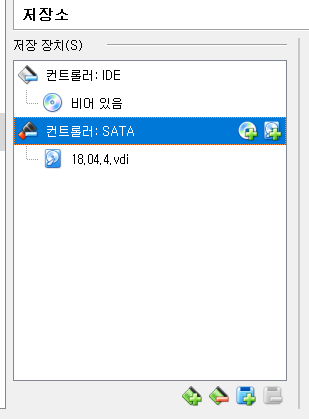 저장소
저장 장치(S)
컨트롤러: IDE
비어 있음
컨트롤러: SATA
18.04.4.vdi